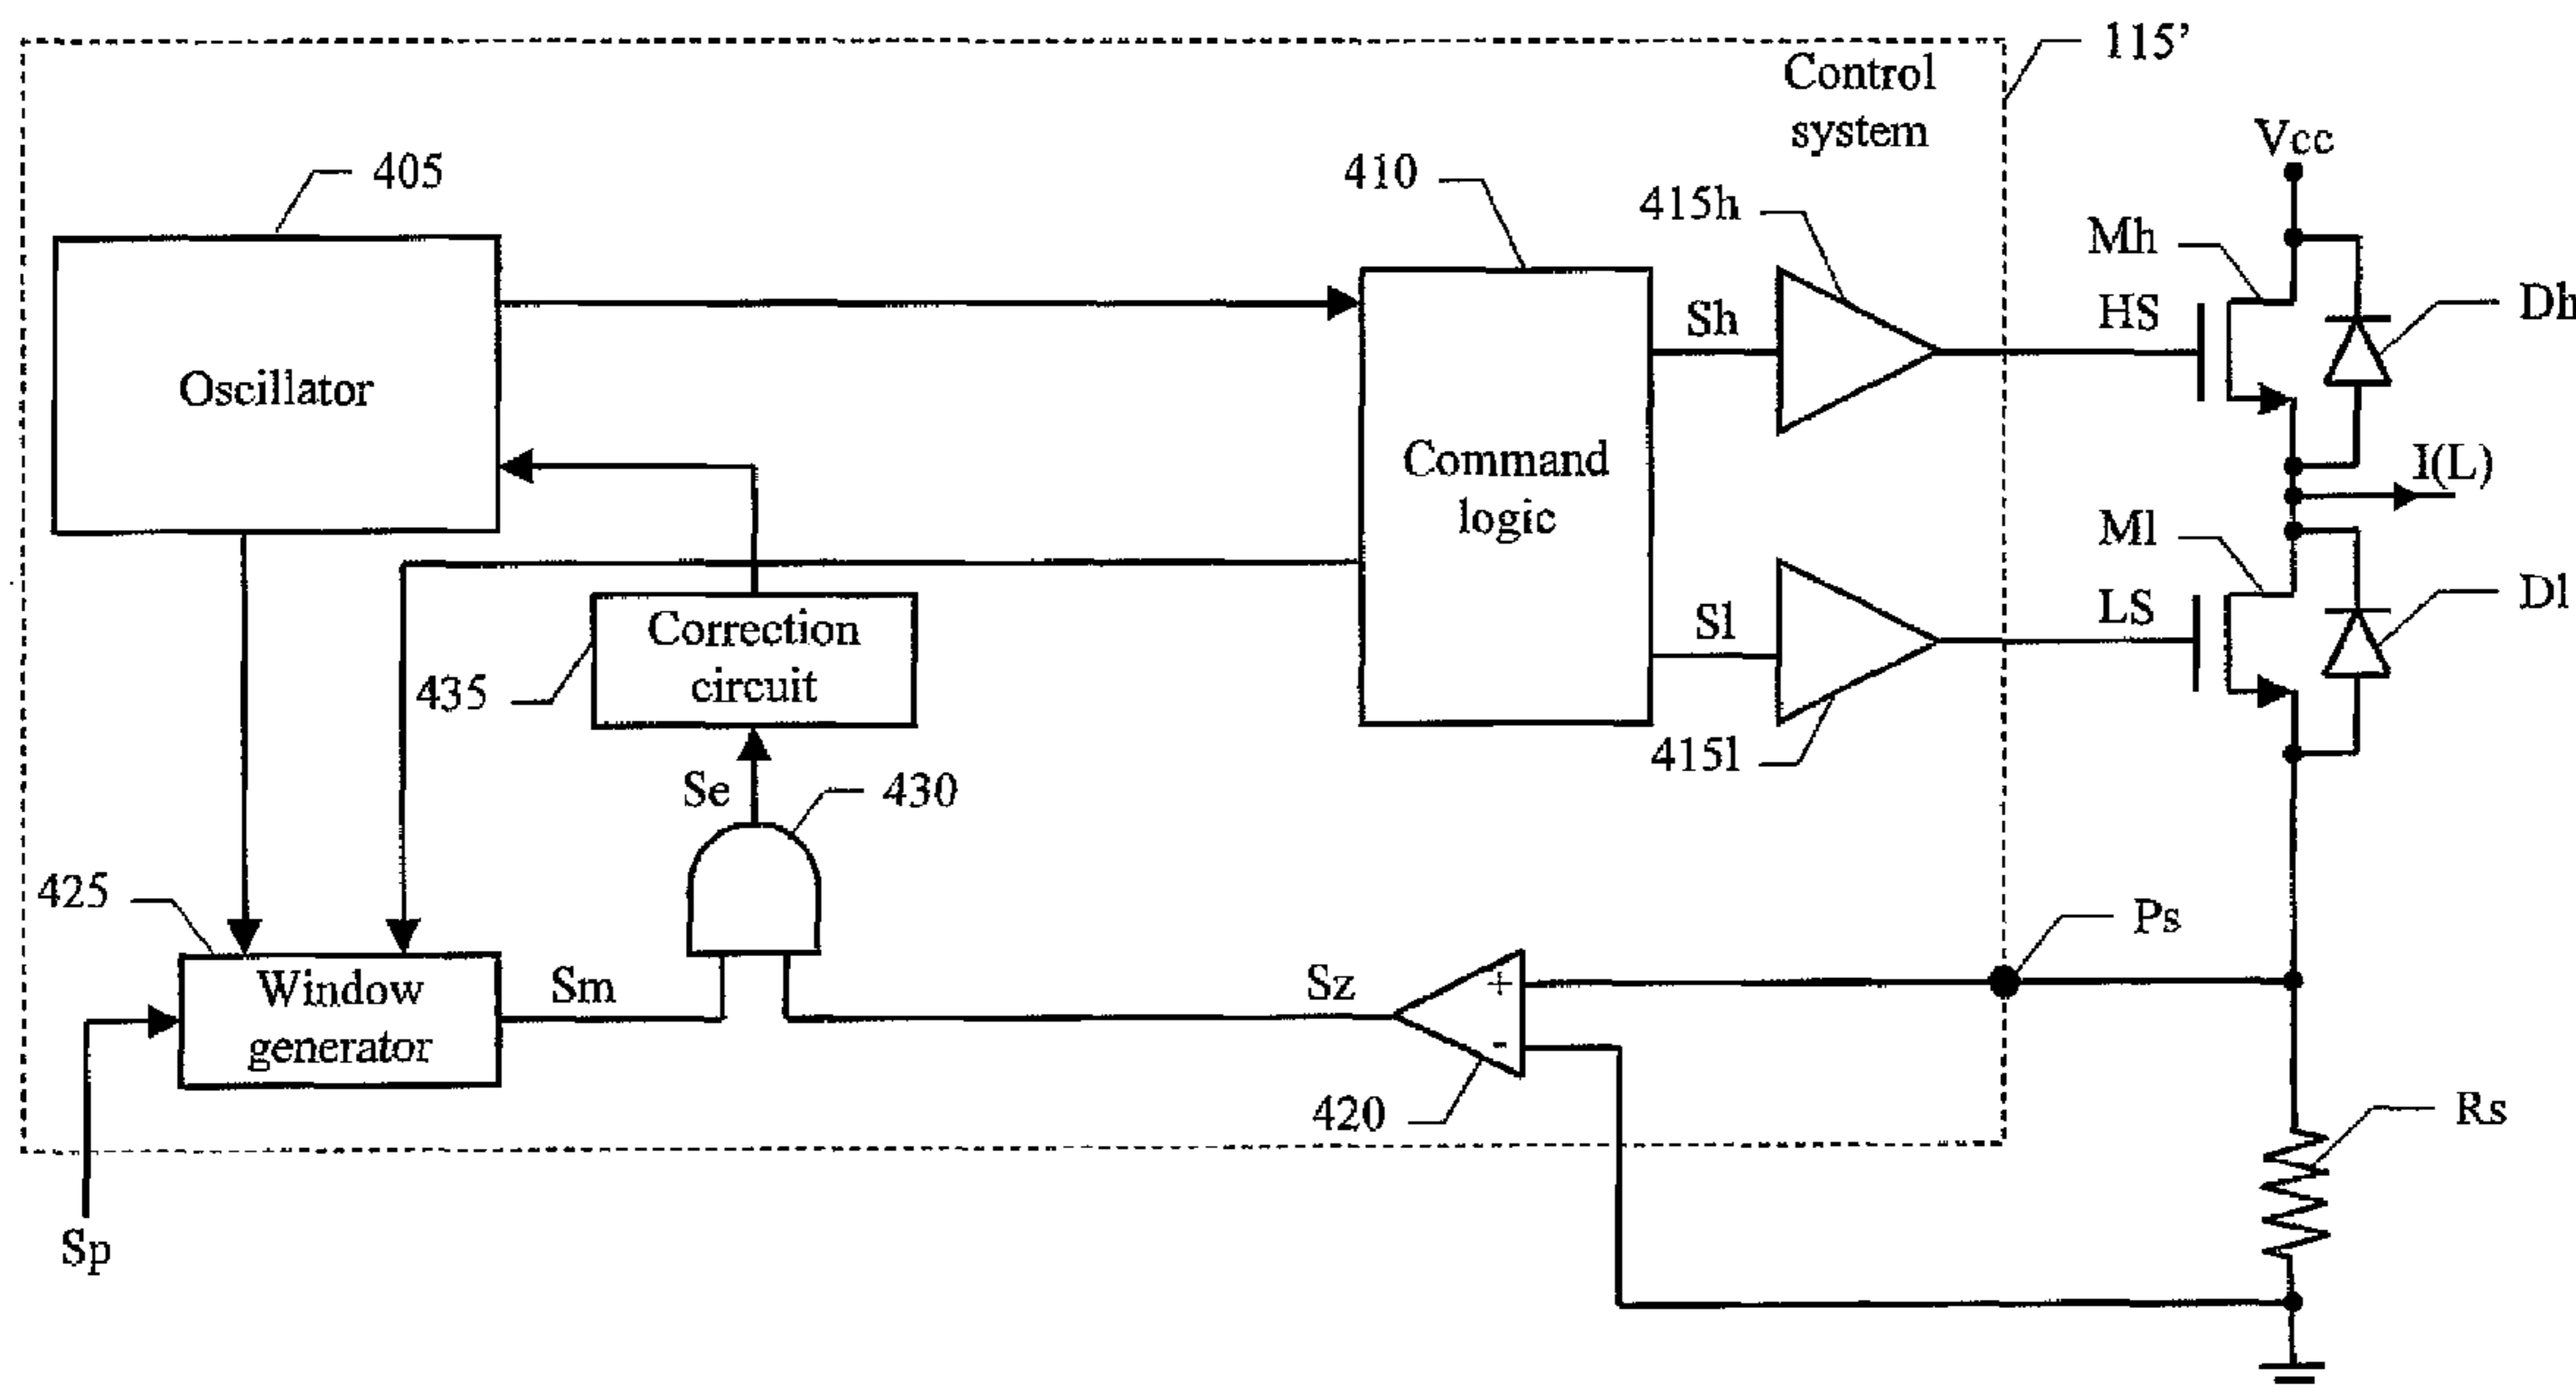 115’
Control
system
Vcc
405
410
415h
Mh
HS
Sh
Oscillator
Command
logic
I(L)
Ml
LS
Dl
Sl
Correction
circuit
435
415l
Se
430
425
Ps
Window
generator
Sm
Sz
+
-
420
Rs
Sp